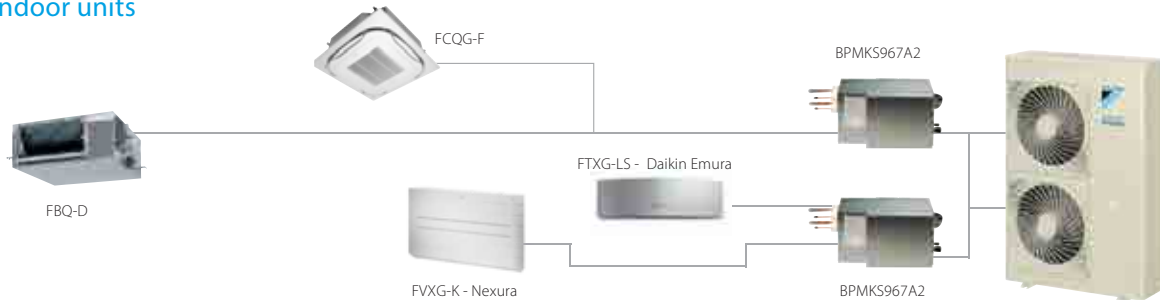 ndoor units
FCQG-F
BPMKS967A2
FTXG-LS - Daikin Emura
FBQ-D
FVXG-K - Nexura
BPMKS967A2